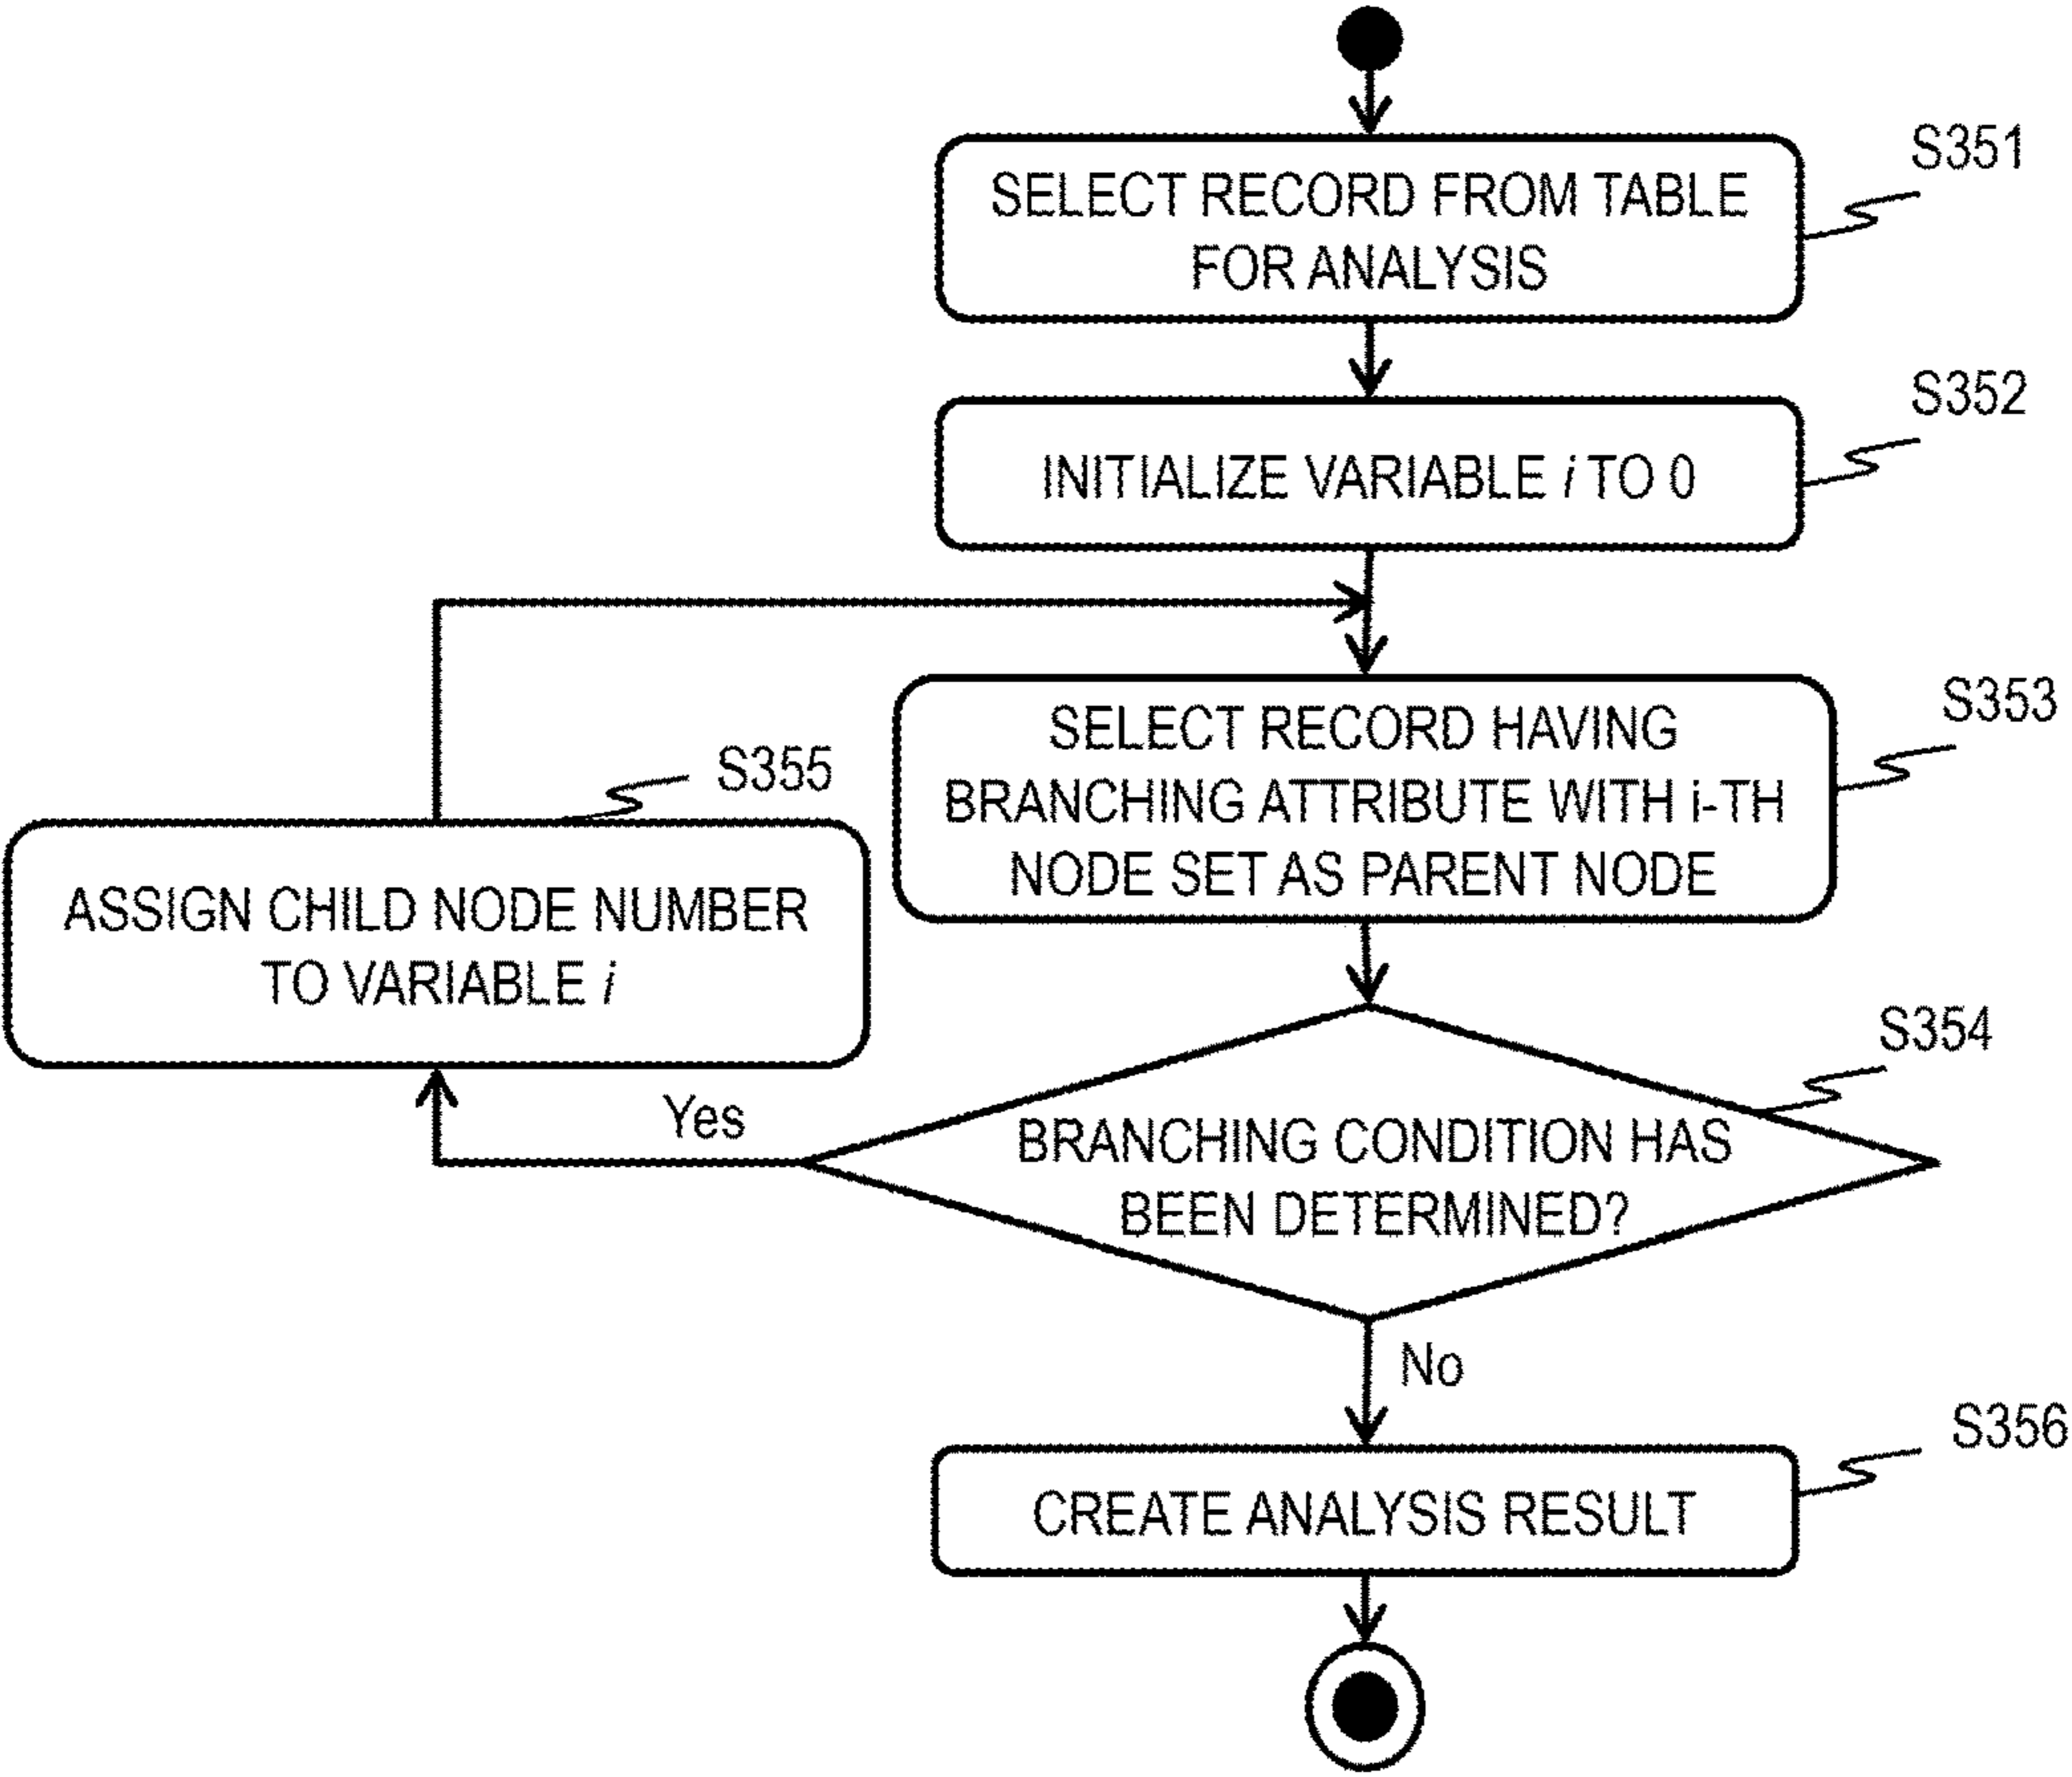 S351
SELECT RECORD FROM TABLE
FOR ANALYSIS
S352
INITIALIZE VARIABLE i TO 0
S353
SELECT RECORD HAVING
BRANCHING ATTRIBUTE WITH i-TH
NODE SET AS PARENT NODE
S355
ASSIGN CHILD NODE NUMBER
TO VARIABLE i
S354
Yes
BRANCHING CONDITION HAS
BEEN DETERMINED?
No
S356
CREATE ANALYSIS RESULT